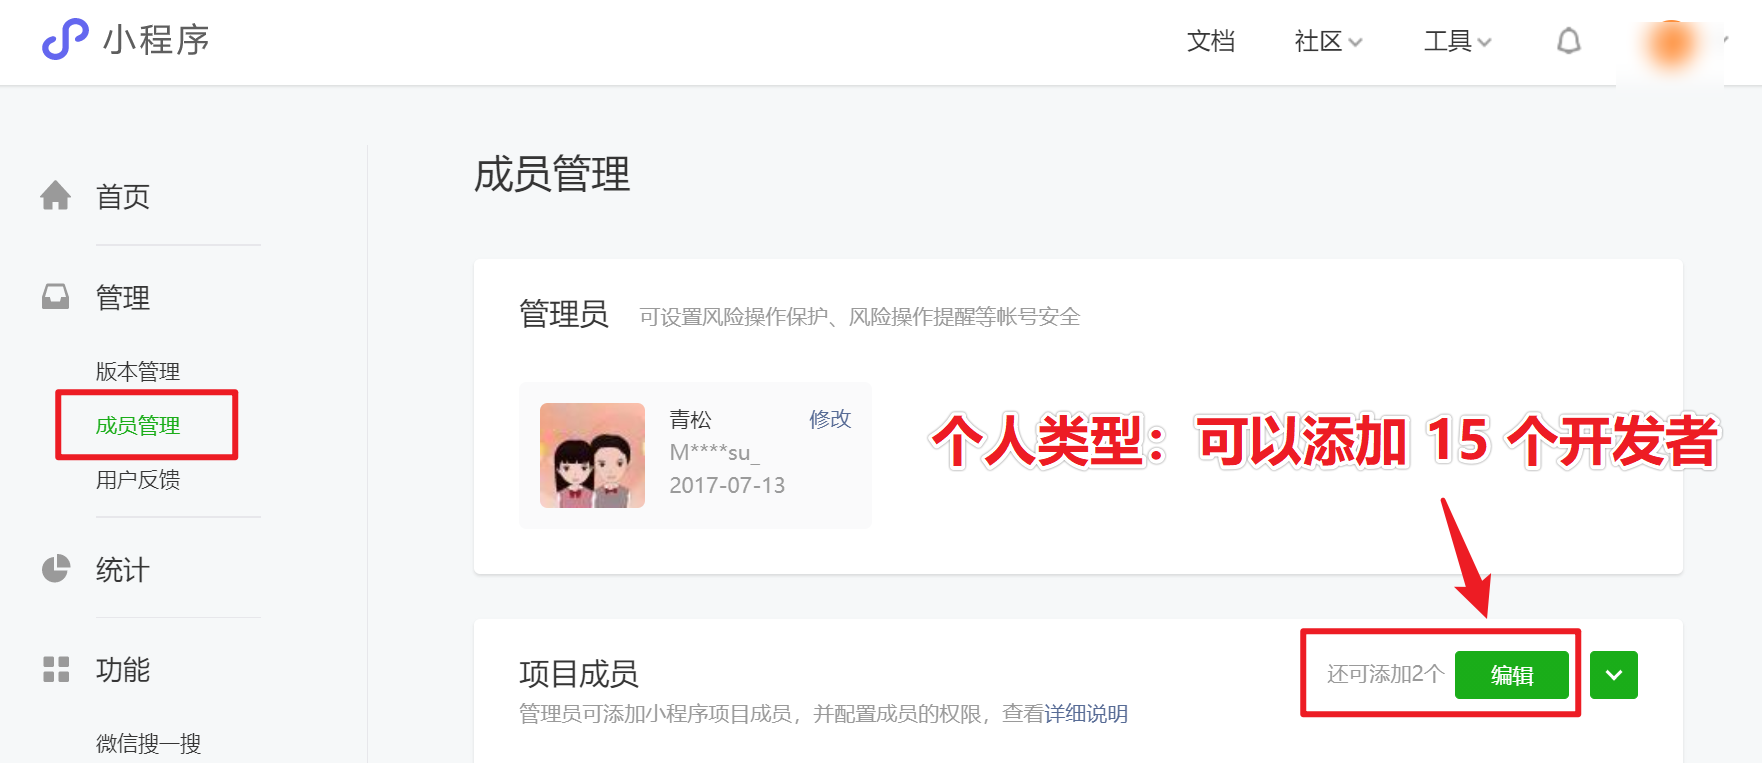 小程序
文档
社区
工具
首页
管理
版本管理
成员管理
用户反馈
统计
功能
微信搜一搜
成员管理
管理员
可设置风险操作保护、风险操作提醒等帐号安全
青松
修改
M****su_
2017-07-13
个人类型：可以添加 15 个开发者
项目成员
还可添加2个
编辑
管理员可添加小程序项目成员，并配置成员的权限，查看详细说明